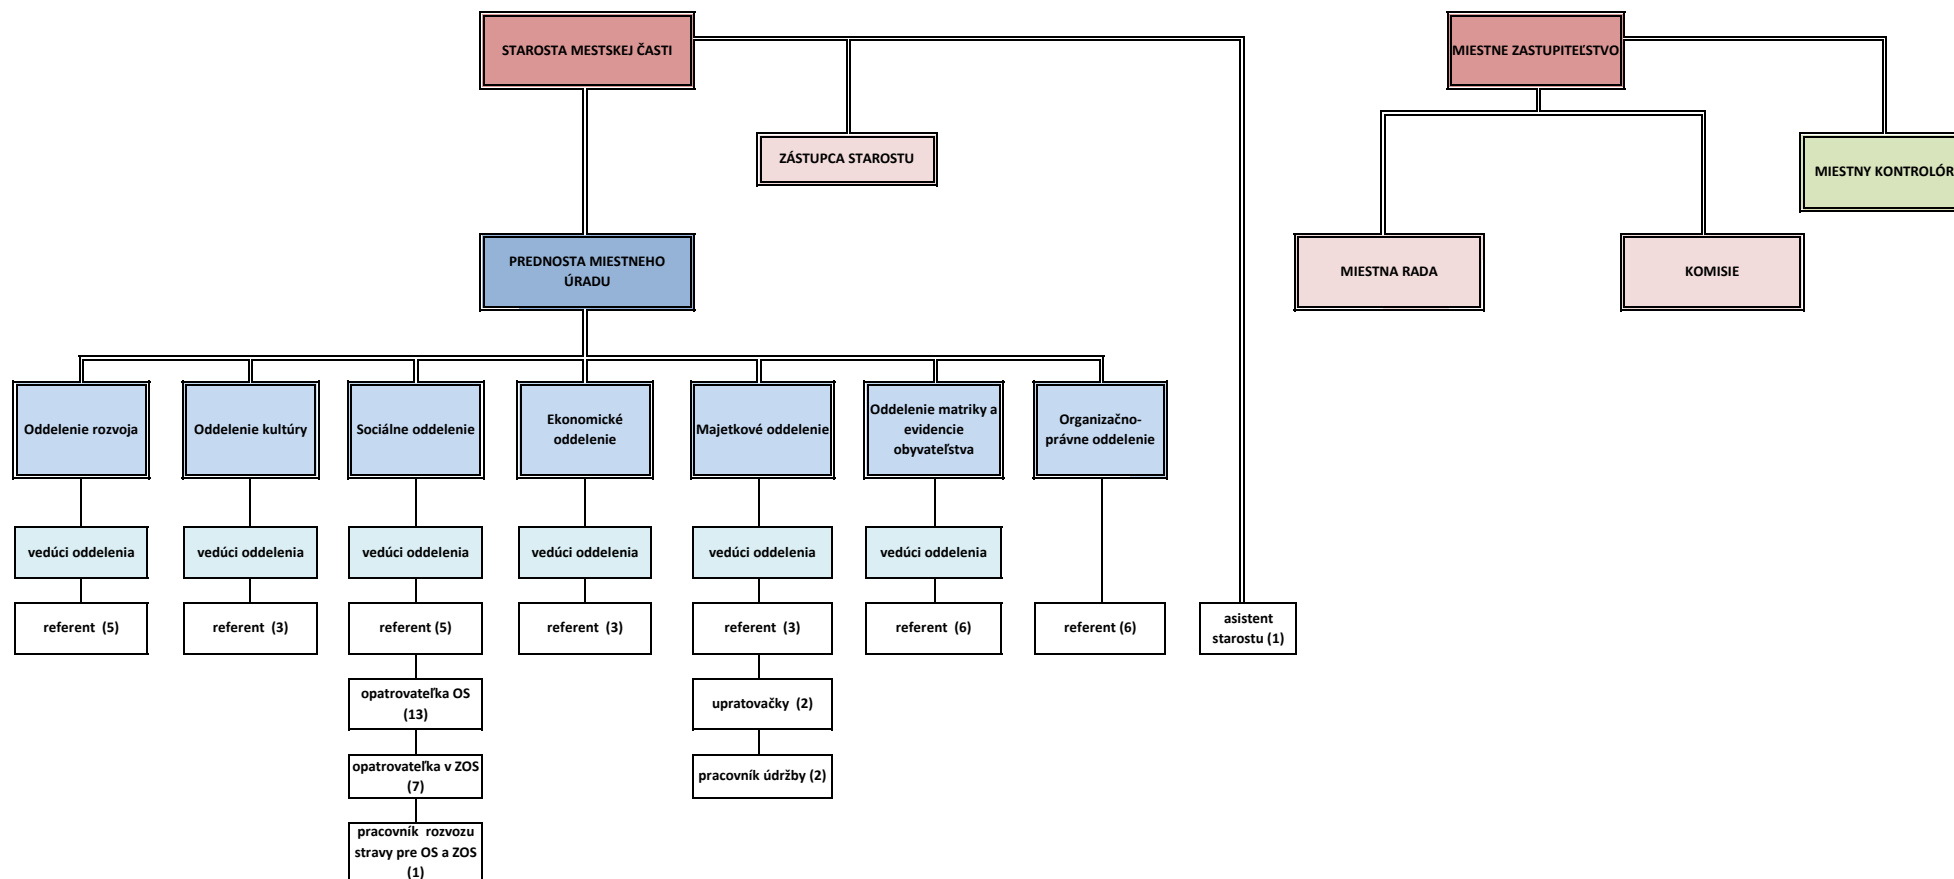 STAROSTA MESTSKEJ ČASTI
MIESTNE ZASTUPITEĽSTVO
ZÁSTUPCA STAROSTU
MIESTNY KONTROLÓR
PREDNOSTA MIESTNEHO
ÚRADU
MIESTNA RADA
KOMISIE
Oddelenie rozvoja
Oddelenie kultúry
Sociálne oddelenie
Ekonomické
oddelenie
Majetkové oddelenie
Oddelenie matriky a
evidencie
obyvateľstva
Organizačno-
právne oddelenie
vedúci oddelenia
vedúci oddelenia
vedúci oddelenia
vedúci oddelenia
vedúci oddelenia
vedúci oddelenia
referent (5)
referent (3)
referent (5)
referent (3)
referent (3)
referent (6)
referent (6)
asistent
starostu (1)
opatrovateľka OS
(13)
upratovačky (2)
opatrovateľka v ZOS
(7)
pracovník údržby (2)
pracovník rozvozu
stravy pre OS a ZOS
(1)